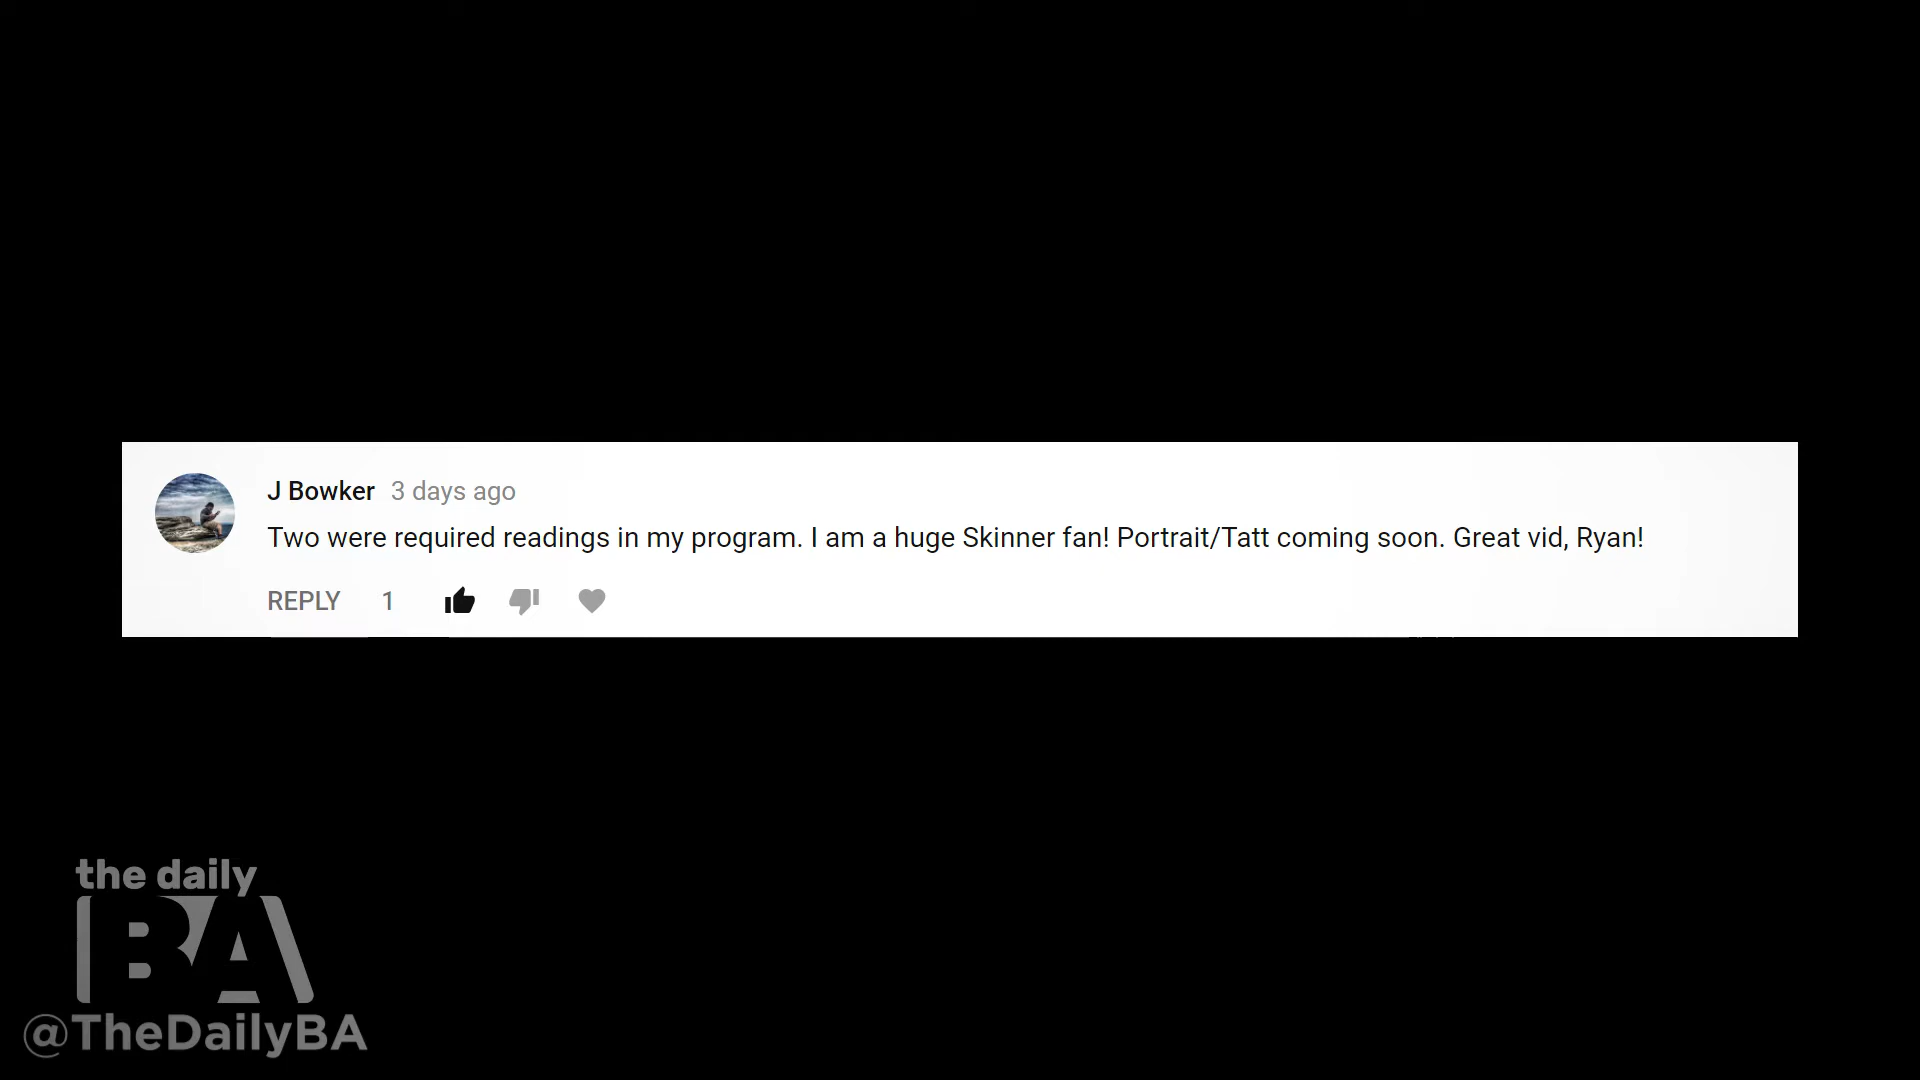 J Bowker 3 days ago
Two were required readings in my program. I am a huge Skinner fan! Portrait/Tatt coming soon. Great vid, Ryan!
REPLY 1
the daily
BA
@TheDailyBA